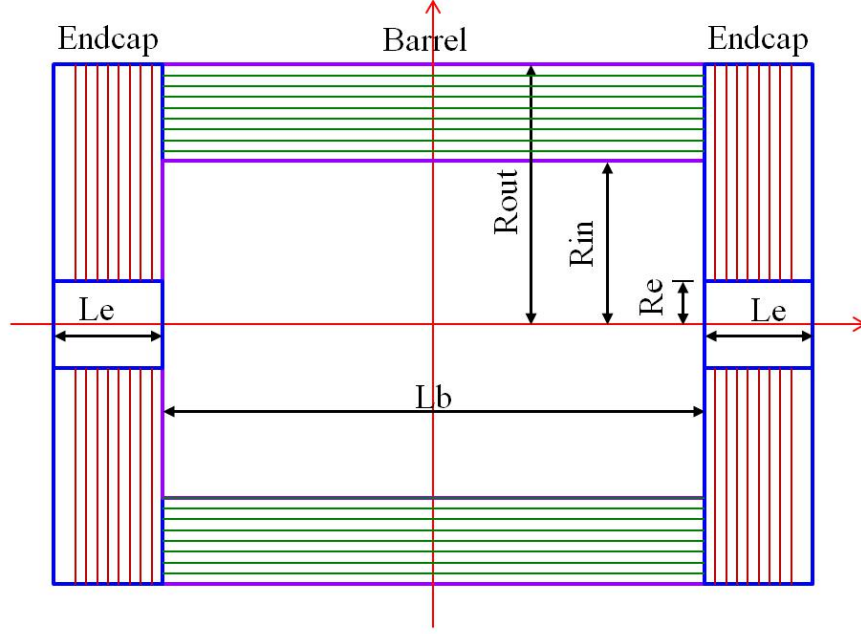 Endcap
Barrel
Endcap
Rout
Rin
Re
Le
Le
Lb